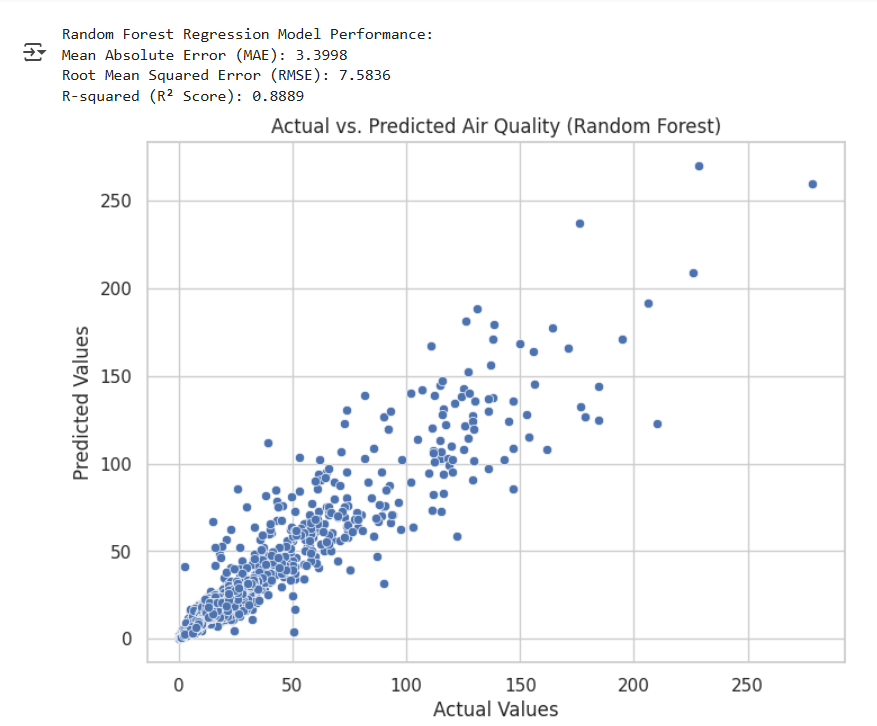 Random Forest Regression Model Performance:
Mean Absolute Error (MAE): 3.3998
Root Mean Squared Error (RMSE): 7.5836
R-squared (R² Score): 0.8889
Actual vs. Predicted Air Quality (Random Forest)
Predicted Values
250
200
150
100
50
0
0 50 100 150 200 250
Actual Values